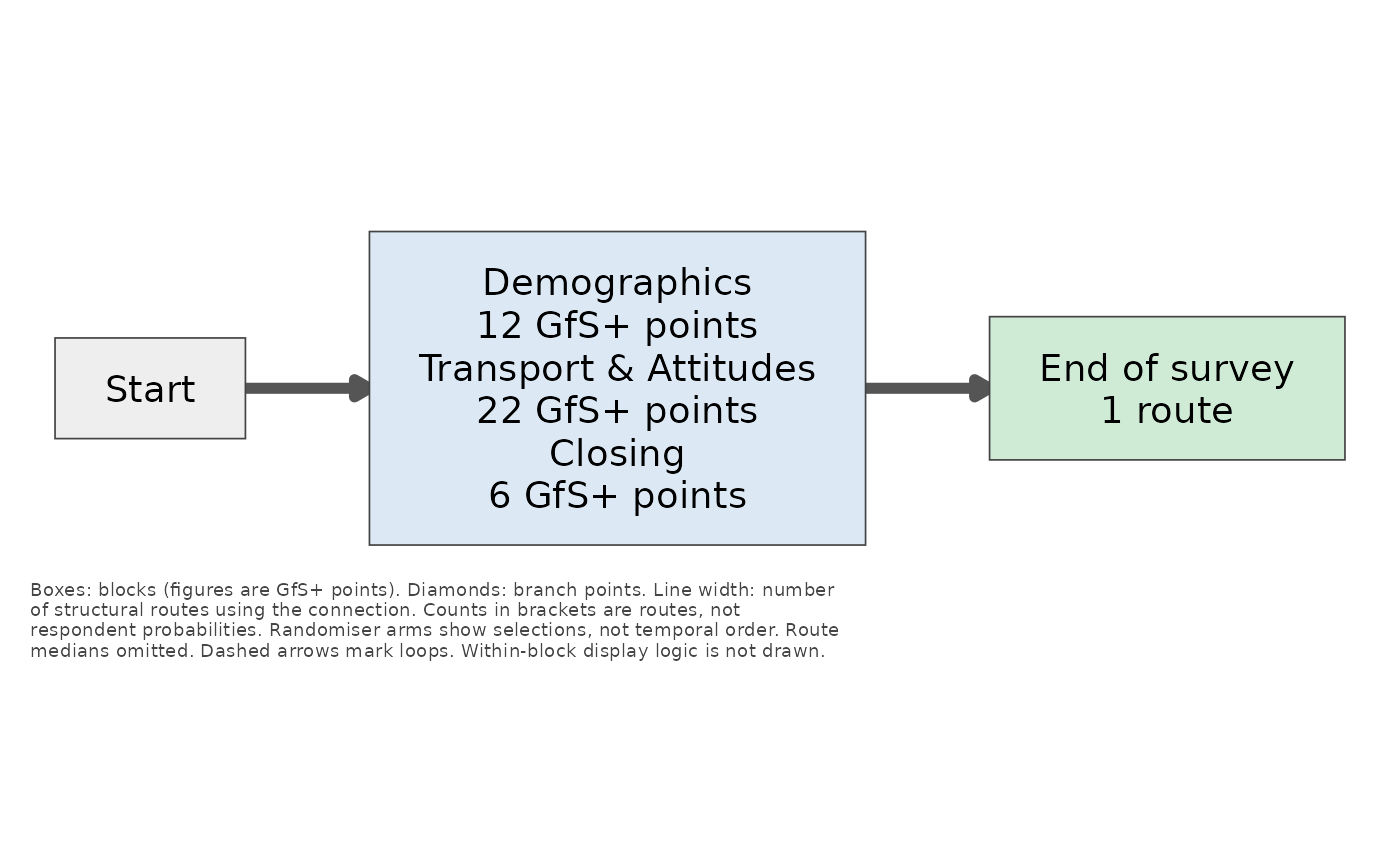 Start
Demographics
12 GfS+ points
Transport & Attitudes
22 GfS+ points
Closing
6 GfS+ points
End of survey
1 route
Boxes: blocks (figures are GfS+ points). Diamonds: branch points. Line width: number
of structural routes using the connection. Counts in brackets are routes, not
respondent probabilities. Randomiser arms show selections, not temporal order. Route
medians omitted. Dashed arrows mark loops. Within-block display logic is not drawn.